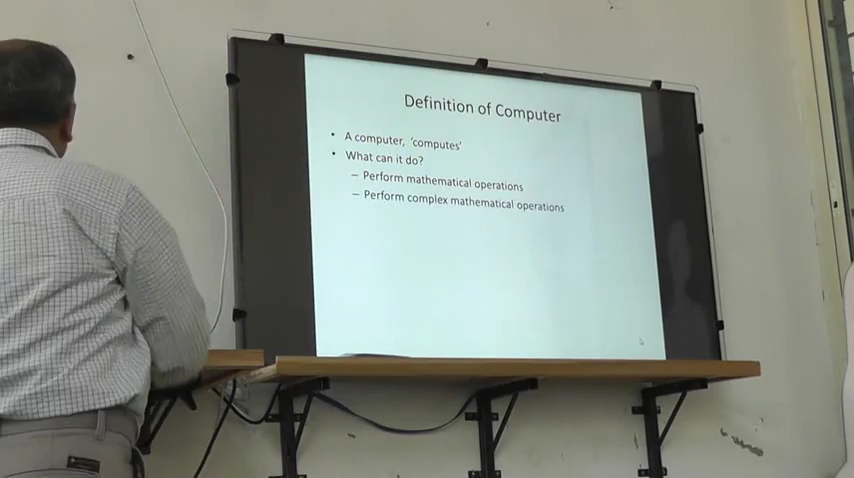 Definition of Computer
• A computer, ‘computes’
• What can it do?
– Perform mathematical operations
– Perform complex mathematical operations